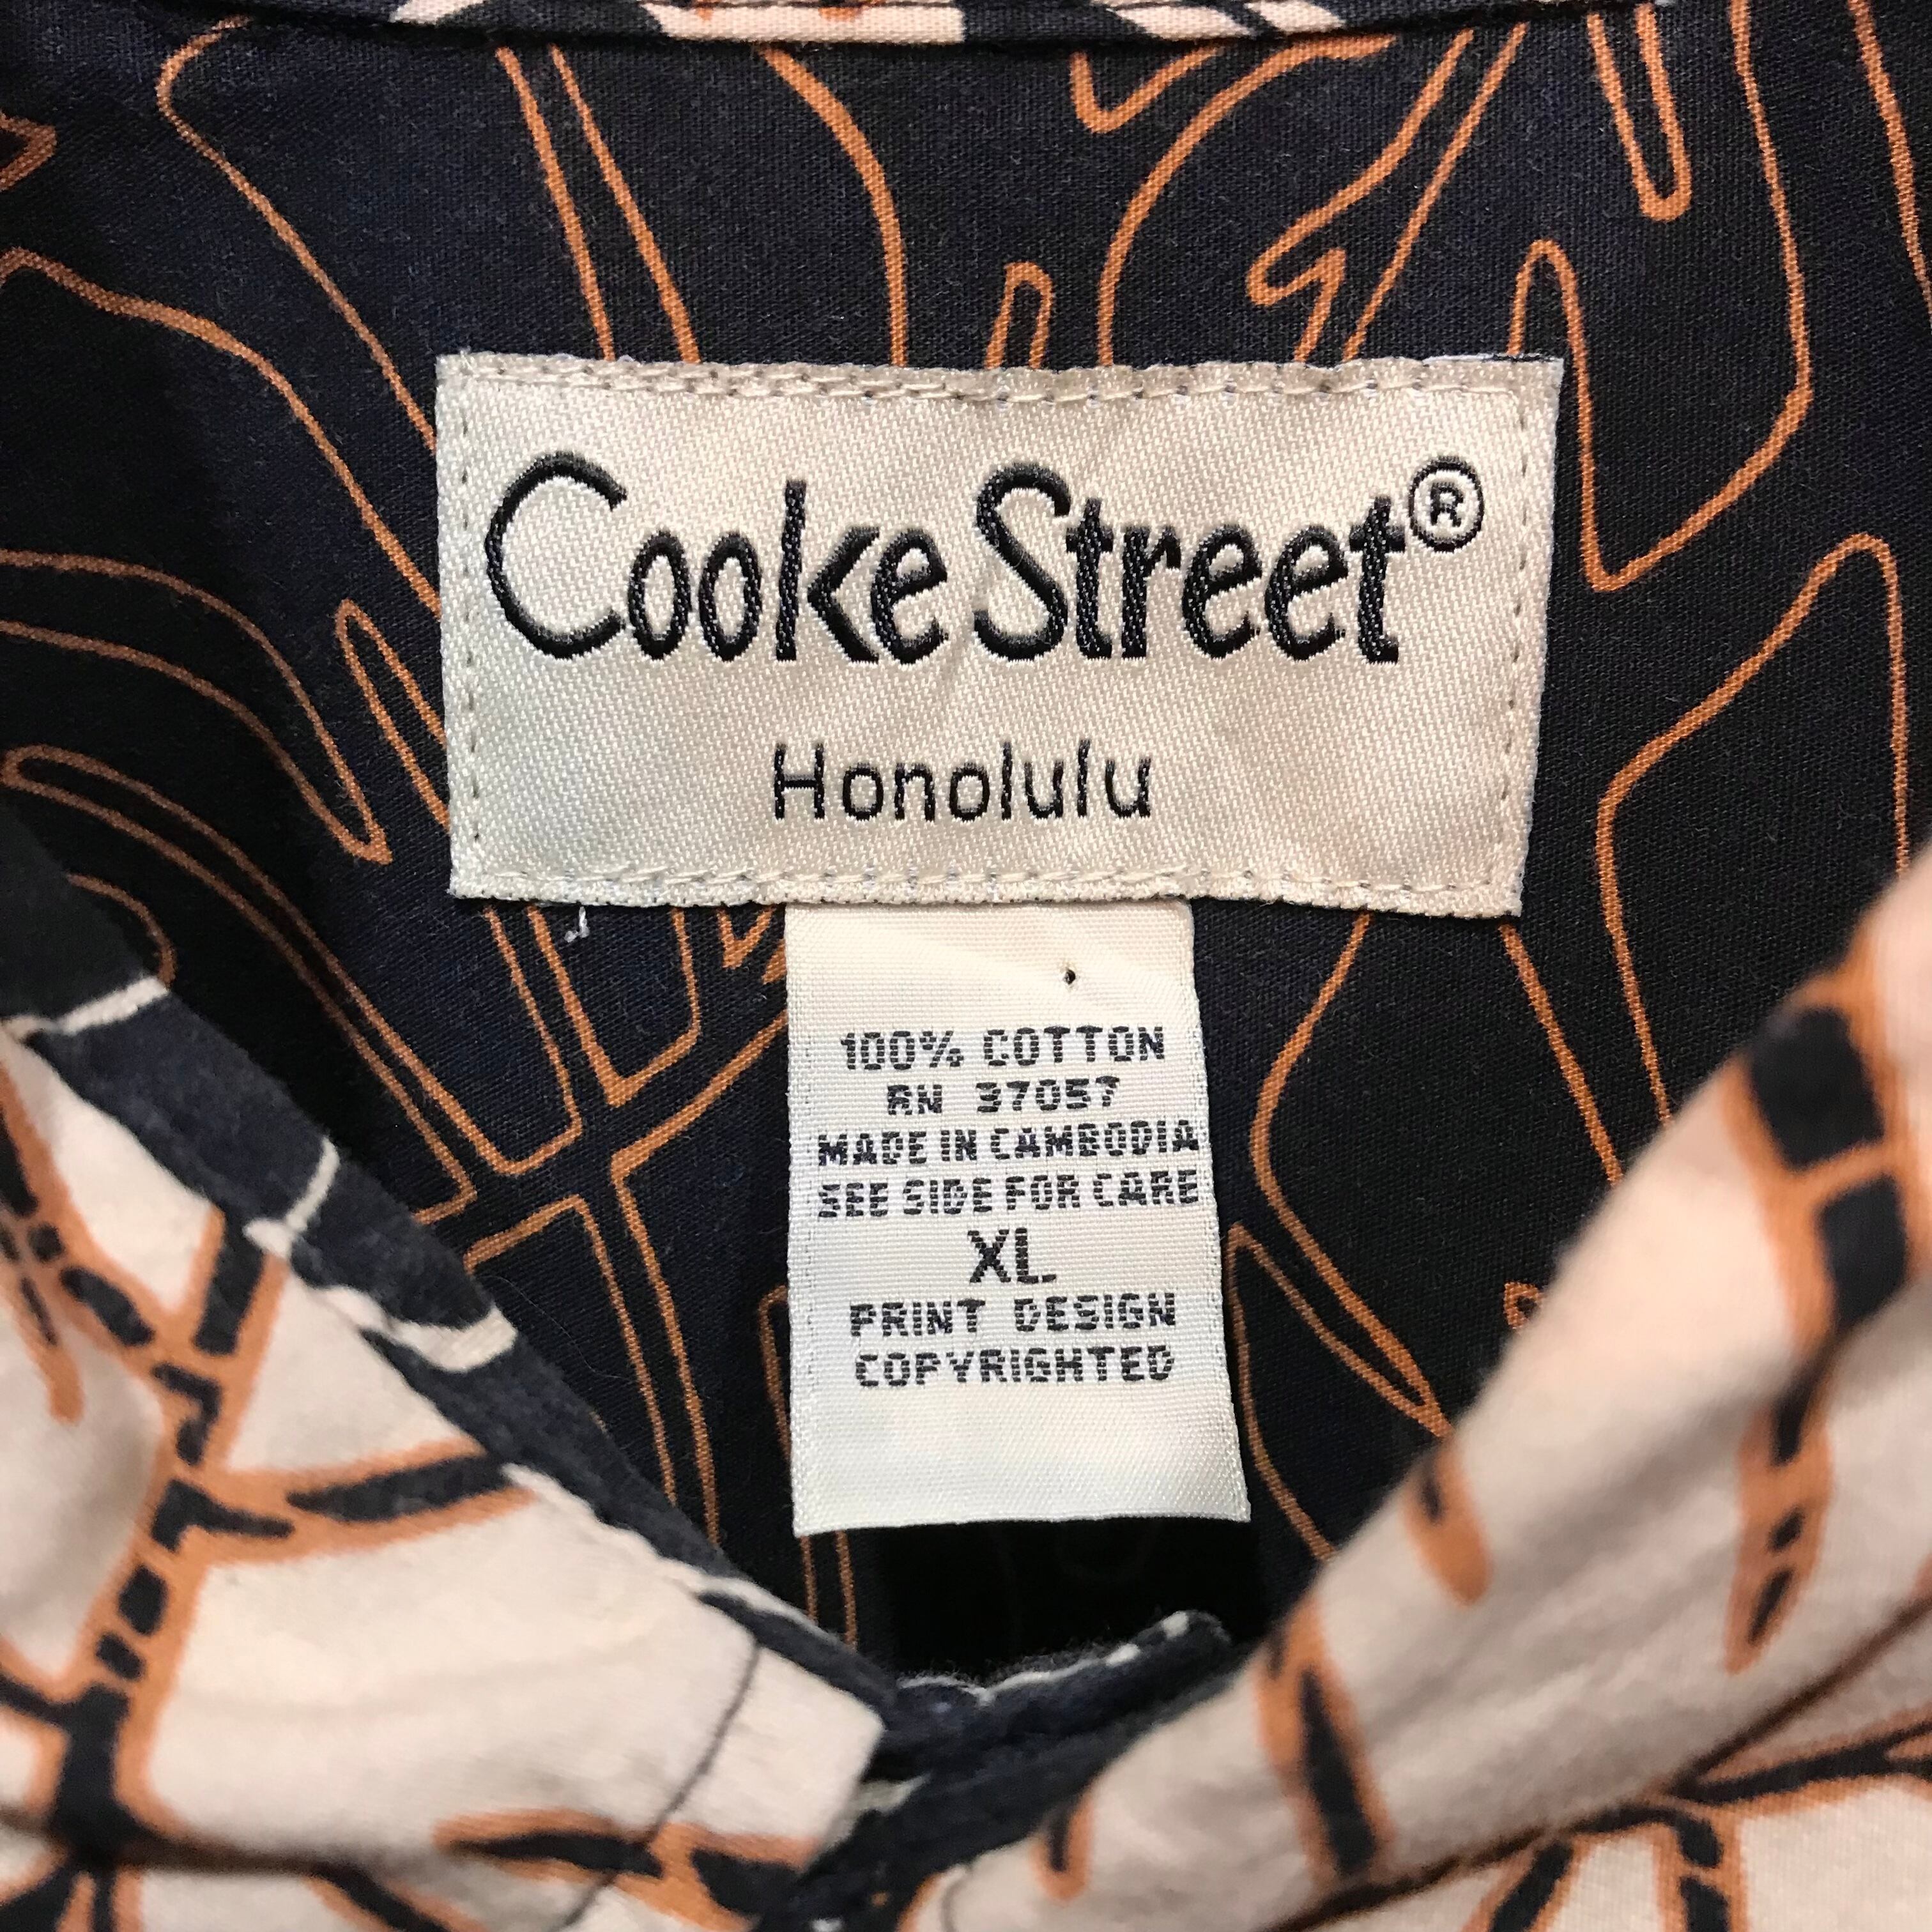 Cooke Street®
Honolulu
100% COTTON
RN 37057
MADE IN CAMBODIA
SEE SIDE FOR CARE
XL
PRINT DESIGN
COPYRIGHTED